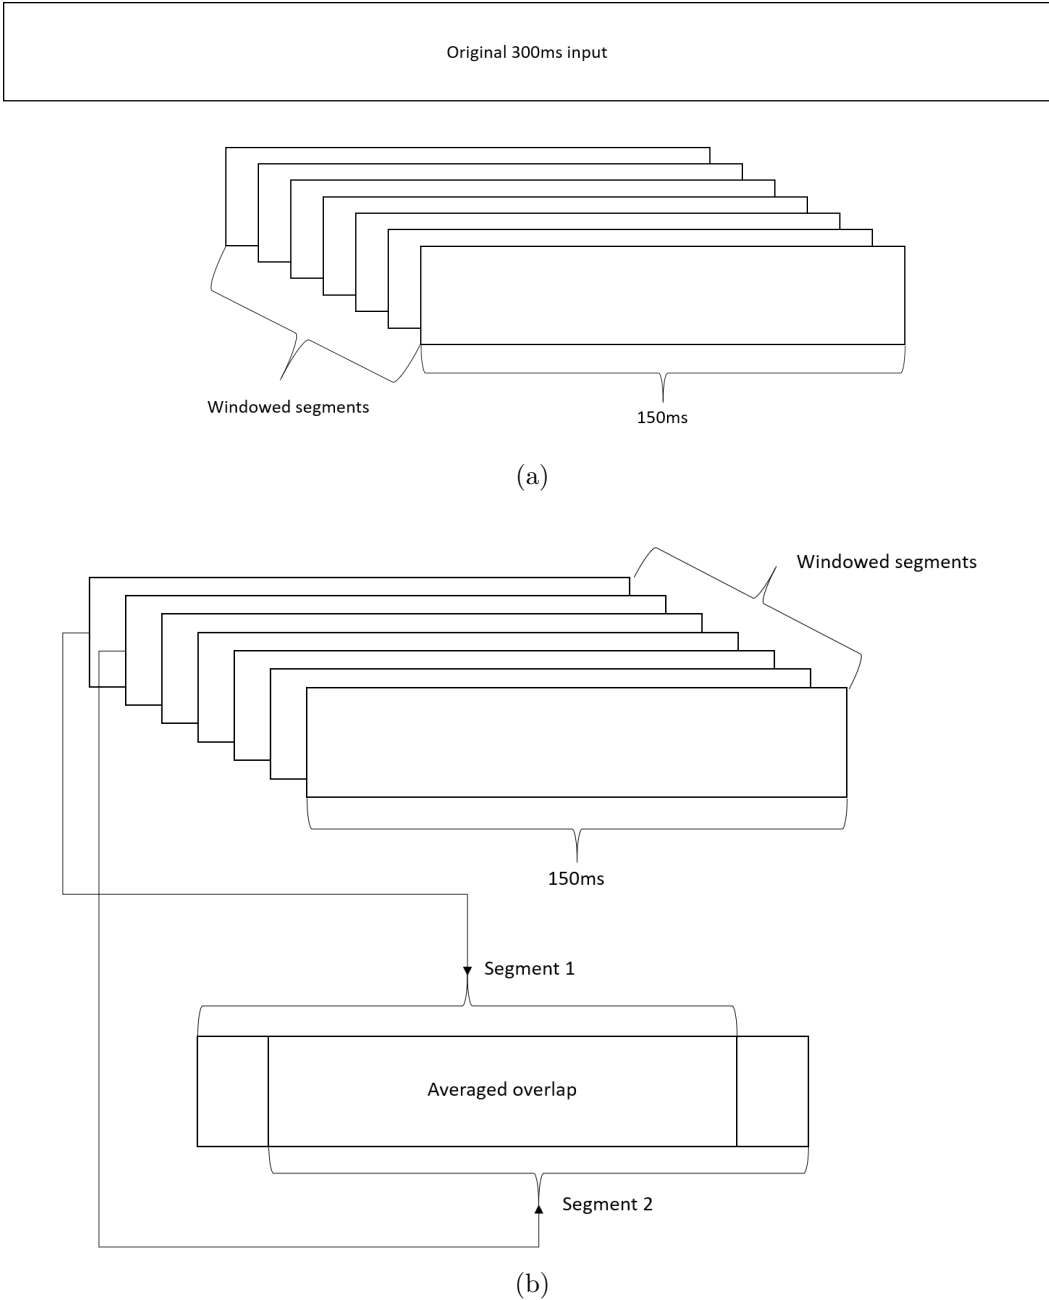 Original 300ms input
Windowed segments
150ms
(a)
Windowed segments
150ms
Segment 1
Averaged overlap
Segment 2
(b)